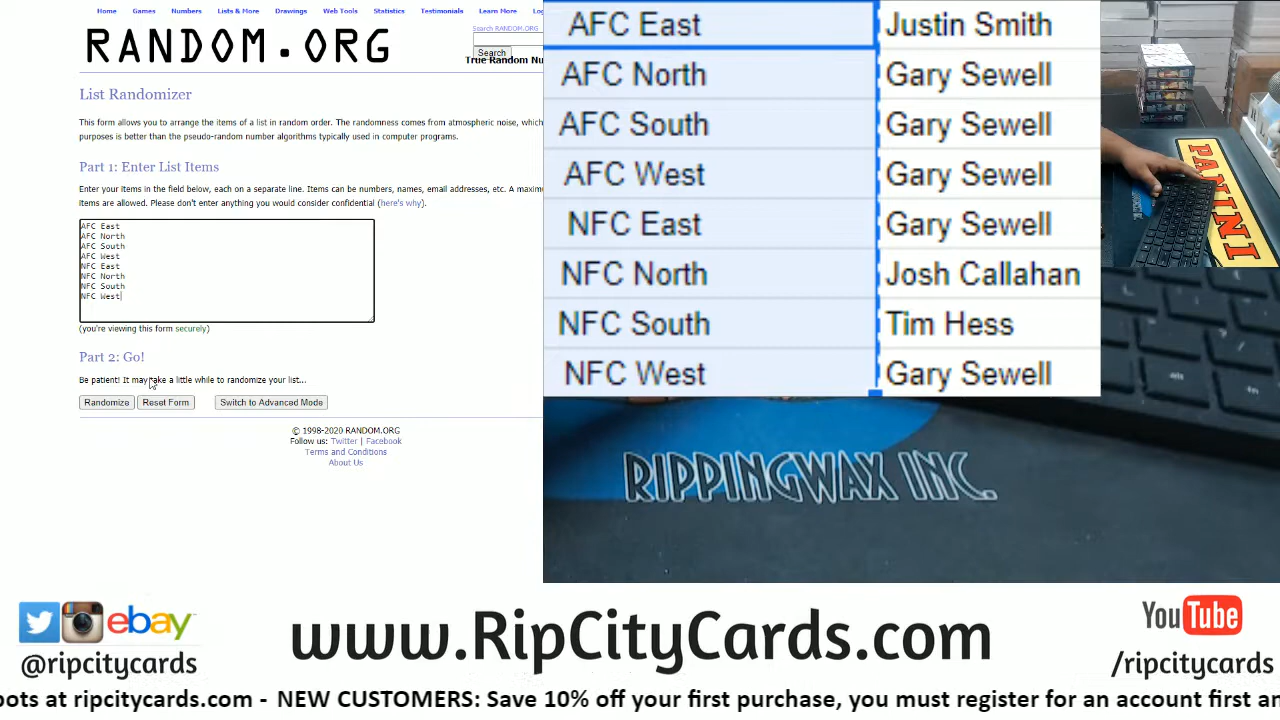 Home Games Numbers Lists & More Drawings Web Tools Statistics Testimonials Learn More
RANDOM.ORG
Search RANDOM.ORG
Search
True Random Nu
List Randomizer
This form allows you to arrange the items of a list in random order. The randomness comes from atmospheric noise, which
purposes is better than the pseudo-random number algorithms typically used in computer programs.
Part 1: Enter List Items
Enter your items in the field below, each on a separate line. Items can be numbers, names, email addresses, etc. A maximu
items are allowed. Please don't enter anything you would consider confidential (here's why).
AFC East
AFC North
AFC South
AFC West
NFC East
NFC North
NFC South
NFC West
(you're viewing this form securely)
Part 2: Go!
Be patient! It may take a little while to randomize your list...
Randomize Reset Form Switch to Advanced Mode
© 1998-2020 RANDOM.ORG
Follow us: Twitter | Facebook
Terms and Conditions
About Us
AFC East Justin Smith
AFC North Gary Sewell
AFC South Gary Sewell
AFC West Gary Sewell
NFC East Gary Sewell
NFC North Josh Callahan
NFC South Tim Hess
NFC West Gary Sewell
PANINI
RIPPINGWAX INC.
ebay
@ripcitycards
www.RipCityCards.com
YouTube
/ripcitycards
oots at ripcitycards.com - NEW CUSTOMERS: Save 10% off your first purchase, you must register for an account first an